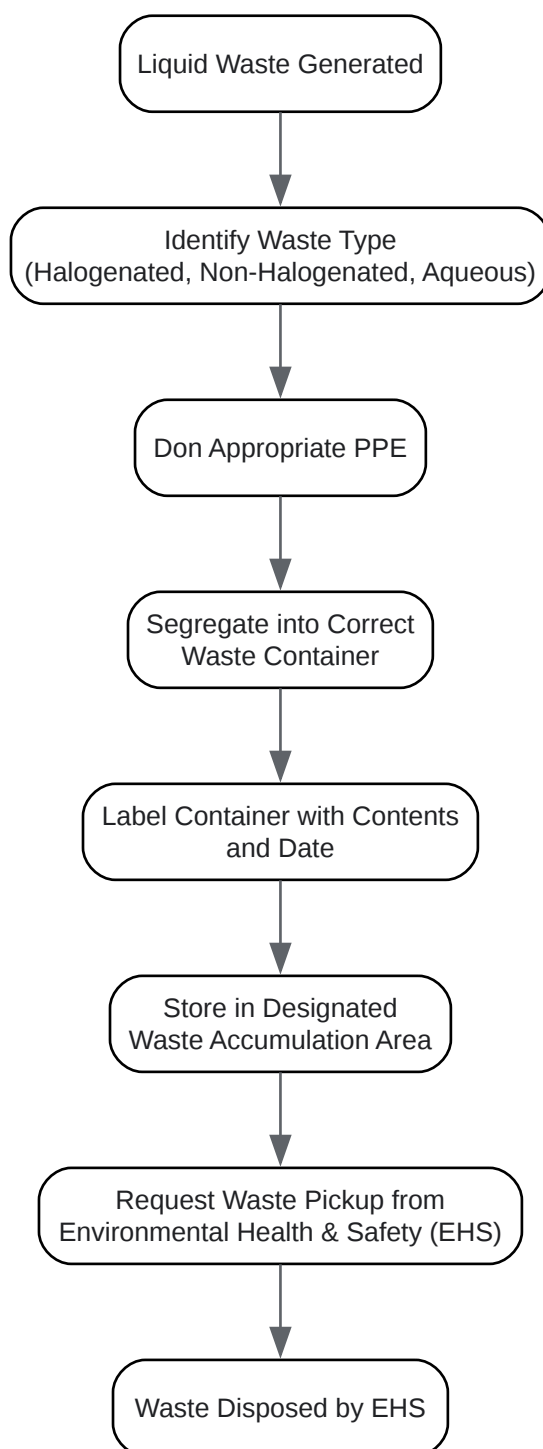 Liquid Waste Generated
Identify Waste Type
(Halogenated, Non-Halogenated, Aqueous)
Don Appropriate PPE
Segregate into Correct
Waste Container
Label Container with Contents
and Date
Store in Designated
Waste Accumulation Area
Request Waste Pickup from
Environmental Health & Safety (EHS)
Waste Disposed by EHS